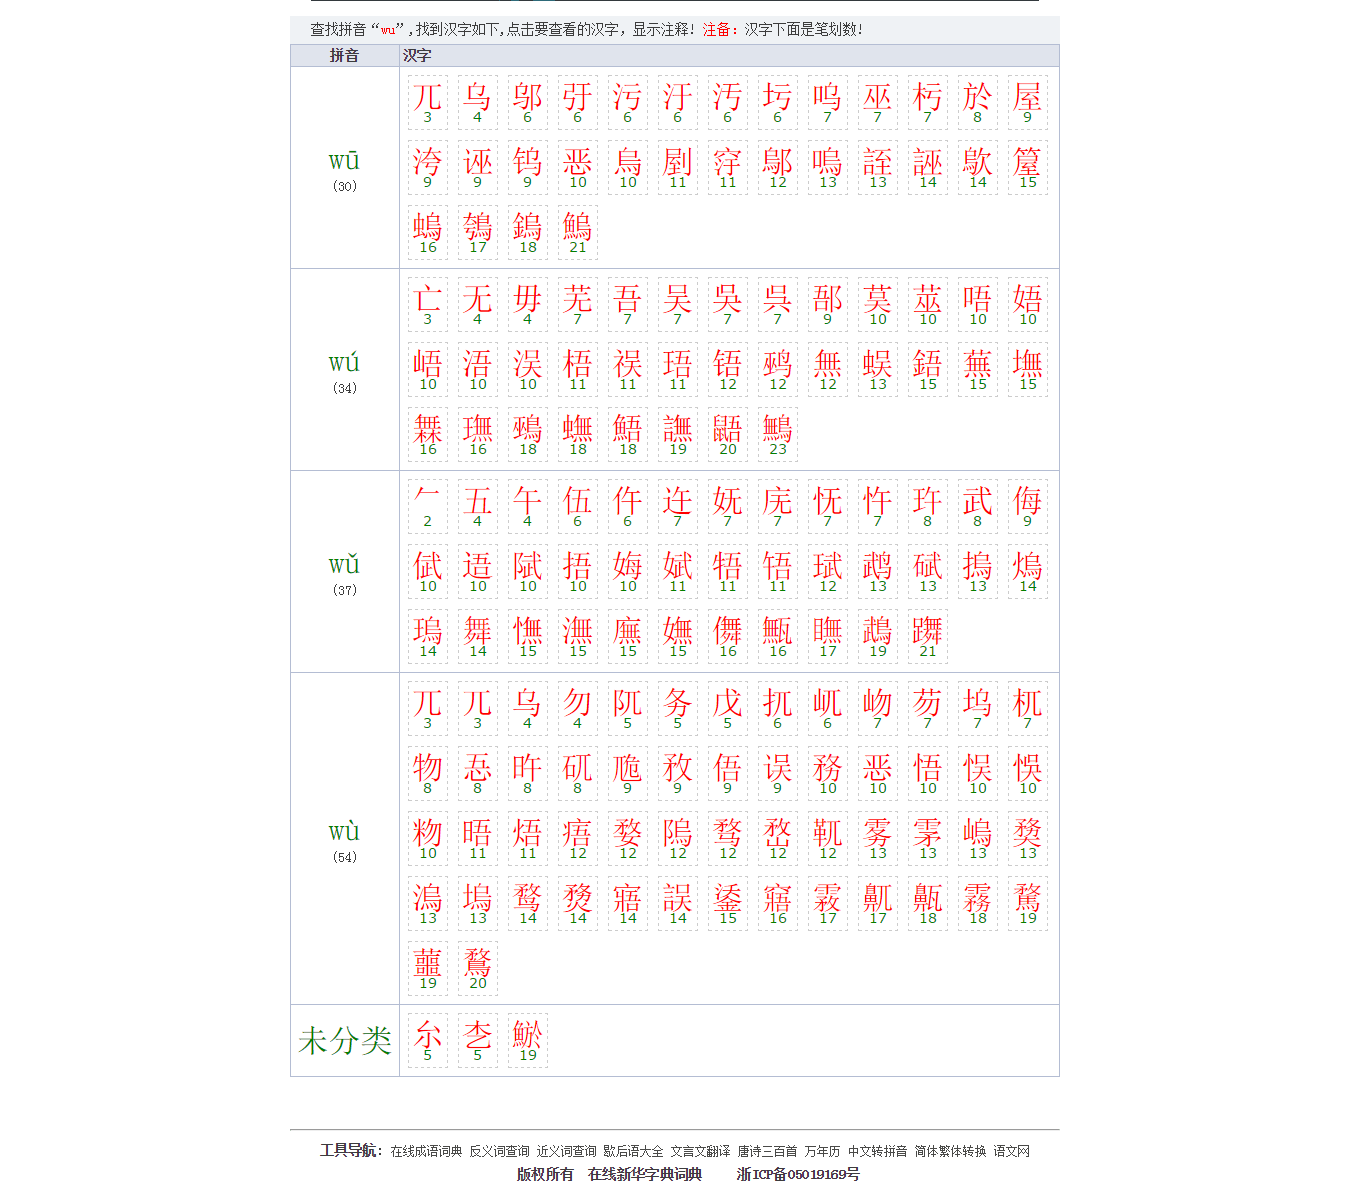 查找拼音“wu”,找到汉字如下,点击要查看的汉字，显示注释！注备：汉字下面是笔划数！
拼音 汉字
wū
(30)
兀 乌 邬 弙 污 汙 汚 圬 呜 巫 杇 於 屋
3 4 6 6 6 6 6 6 7 7 7 8 9
洿 诬 钨 恶 烏 剭 窏 鄔 嗚 誈 誣 歍 箼
9 9 9 10 10 11 11 12 13 13 14 14 15
螐 鴮 鎢 鰞
16 17 18 21
wú
(34)
亡 无 毋 芜 吾 吴 吳 呉 郚 莫 莁 唔 娪
3 4 4 7 7 7 7 7 9 10 10 10 10
峿 浯 洖 梧 祦 珸 铻 鹀 無 蜈 鋙 蕪 墲
10 10 10 11 11 11 12 12 12 13 15 15 15
橆 璑 鵐 蟱 鯃 譕 鼯 鷡
16 16 18 18 18 19 20 23
wǔ
(37)
𠂉 五 午 伍 仵 迕 妩 庑 怃 忤 玝 武 侮
2 4 4 6 6 7 7 7 7 7 8 8 9
倵 逜 陚 捂 娒 娬 牾 啎 珷 鹉 碔 摀 熓
10 10 10 10 10 11 11 11 12 13 13 13 14
瑦 舞 憮 潕 廡 嫵 儛 甒 瞴 鵡 躌
14 14 15 15 15 15 16 16 17 19 21
wù
(54)
兀 兀 乌 勿 阢 务 戊 扤 屼 岉 芴 坞 杌
3 3 4 4 5 5 5 6 6 7 7 7 7
物 忢 旿 矹 卼 敄 俉 误 務 恶 悟 悮 悞
8 8 8 8 9 9 9 9 10 10 10 10 10
粅 晤 焐 痦 婺 隖 骛 嵍 靰 雾 雺 嵨 嵍
10 11 11 12 12 12 12 12 12 13 13 13 13
溩 塢 鹜 熃 寤 誤 鋈 窹 霚 鼿 鼿 霧 騖
13 13 14 14 14 14 15 16 17 17 18 18 19
蘁 鶩
19 20
未分类
5 5 19
工具导航： 在线成语词典 反义词查询 近义词查询 歇后语大全 文言文翻译 唐诗三百首 万年历 中文转拼音 简体繁体转换 语文网
版权所有 在线新华字典词典 浙ICP备05019169号